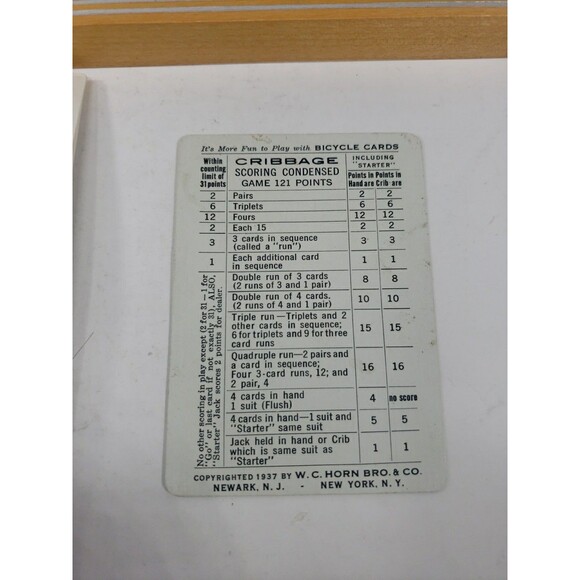 It's More Fun to Play with BICYCLE CARDS
Within counting limit of 31 points
CRIBBAGE
SCORING CONDENSED
GAME 121 POINTS
INCLUDING "STARTER"
Points in Hand are
Points in Crib are
2 Pairs 2 2
6 Triplets 6 6
12 Fours 12 12
2 Each 15 2 2
3 3 cards in sequence (called a "run") 3 3
1 Each additional card in sequence 1 1
No other scoring in play except (2 for 31—1 for
"Go" or last card if not exactly 31). ALSO,
"Starter" Jack scores 2 points for dealer.
Double run of 3 cards (2 runs of 3 and 1 pair) 8 8
Double run of 4 cards. (2 runs of 4 and 1 pair) 10 10
Triple run—Triplets and 2 other cards in sequence; 6 for triplets and 9 for three card runs 15 15
Quadruple run—2 pairs and a card in sequence; Four 3-card runs, 12; and 2 pair, 4 16 16
4 cards in hand 1 suit (Flush) 4 no score
4 cards in hand—1 suit and "Starter" same suit 5 5
Jack held in hand or Crib which is same suit as "Starter" 1 1
COPYRIGHTED 1937 BY W. C. HORN BRO. & CO.
NEWARK, N. J. - NEW YORK, N. Y.